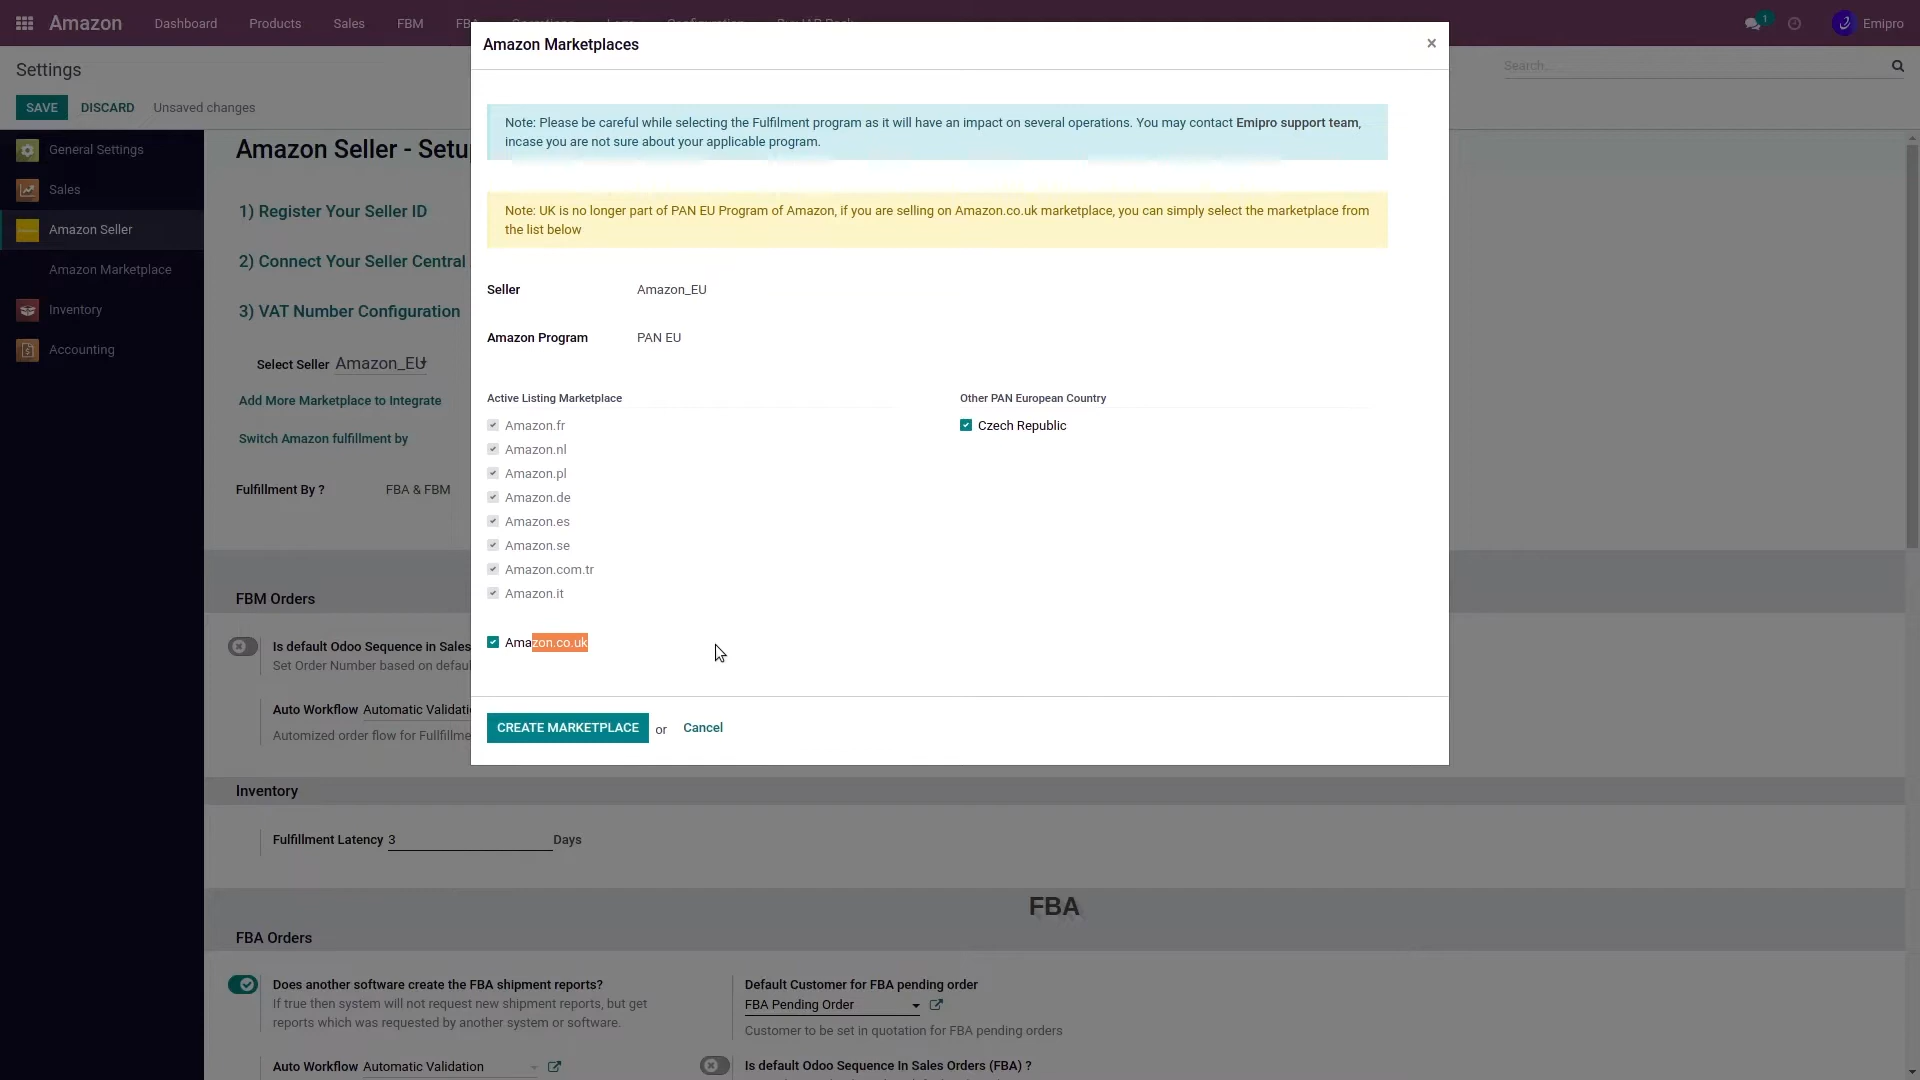 Amazon
Dashboard
Products
Sales
FBM
1
Emipro
Settings
Search...
SAVE
DISCARD
Unsaved changes
General Settings
Sales
Amazon Seller
Amazon Marketplace
Inventory
Accounting
Amazon Seller - Setu
1) Register Your Seller ID
2) Connect Your Seller Central
3) VAT Number Configuration
Select Seller Amazon_EU
Add More Marketplace to Integrate
Switch Amazon fulfillment by
Fulfillment By ? FBA & FBM
Amazon Marketplaces
×
Note: Please be careful while selecting the Fulfilment program as it will have an impact on several operations. You may contact Emipro support team,
incase you are not sure about your applicable program.
Note: UK is no longer part of PAN EU Program of Amazon, if you are selling on Amazon.co.uk marketplace, you can simply select the marketplace from
the list below
Seller Amazon_EU
Amazon Program PAN EU
Active Listing Marketplace
Amazon.fr
Amazon.nl
Amazon.pl
Amazon.de
Amazon.es
Amazon.se
Amazon.com.tr
Amazon.it
Amazon.co.uk
Other PAN European Country
Czech Republic
CREATE MARKETPLACE or Cancel
FBM Orders
Is default Odoo Sequence in Sales
Set Order Number based on defau
Auto Workflow Automatic Validati
Automized order flow for Fullfillme
Inventory
Fulfillment Latency 3 Days
FBA
FBA Orders
Does another software create the FBA shipment reports?
If true then system will not request new shipment reports, but get
reports which was requested by another system or software.
Default Customer for FBA pending order
FBA Pending Order
Customer to be set in quotation for FBA pending orders
Auto Workflow Automatic Validation
Is default Odoo Sequence In Sales Orders (FBA) ?